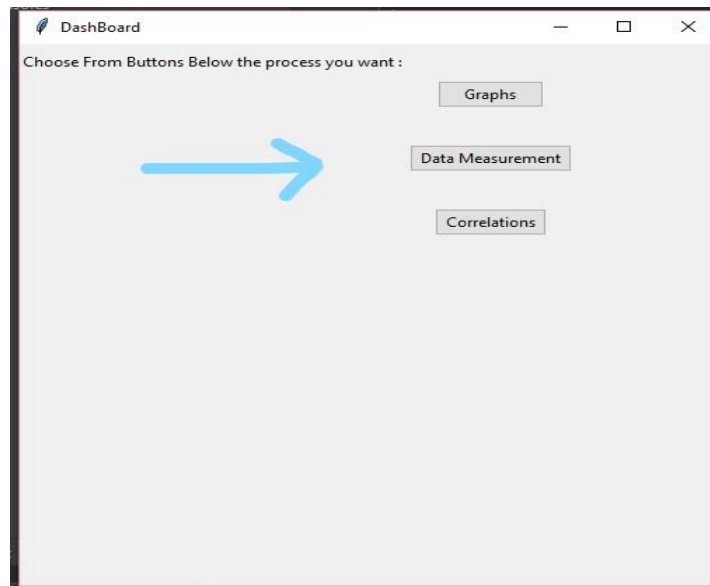 DashBoard
Choose From Buttons Below the process you want :
Graphs
Data Measurement
Correlations